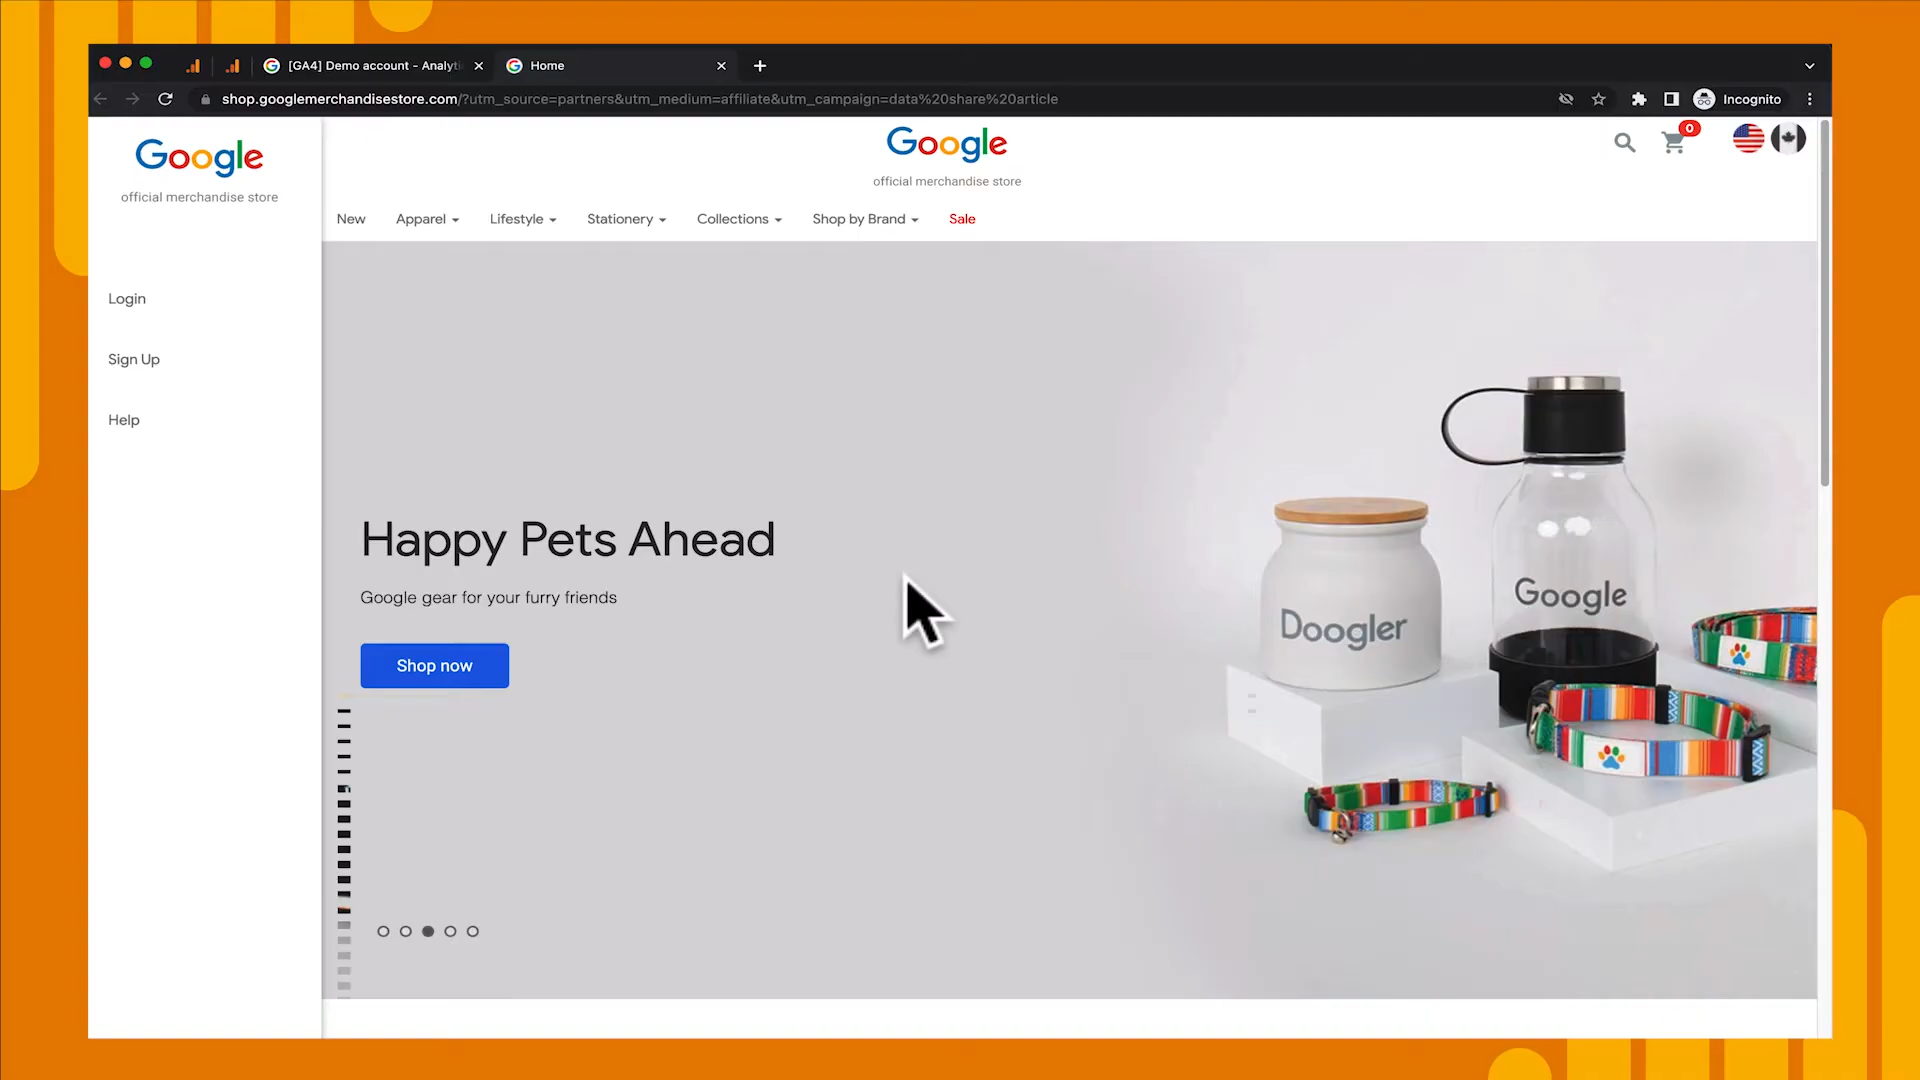 [GA4] Demo account - Analyti
Home
shop.googlemerchandisestore.com/?utm_source=partners&utm_medium=affiliate&utm_campaign=data%20share%20article
Incognito
Google
official merchandise store
Login
Sign Up
Help
Google
official merchandise store
0
New Apparel Lifestyle Stationery Collections Shop by Brand Sale
Happy Pets Ahead
Google gear for your furry friends
Shop now
Doogler
Google